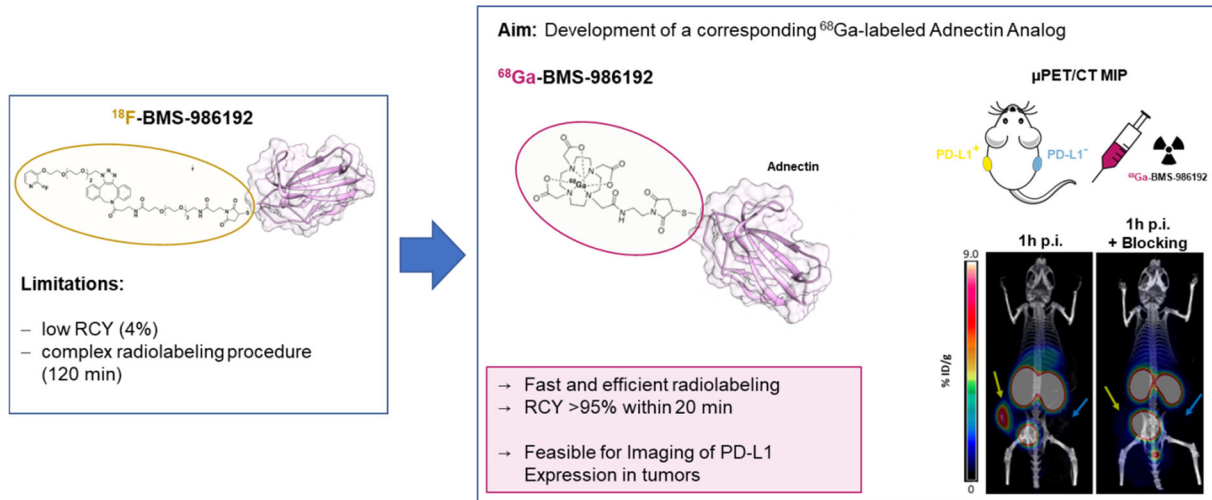 ¹⁸F-BMS-986192
Limitations:
– low RCY (4%)
– complex radiolabeling procedure
(120 min)
Aim: Development of a corresponding ⁶⁸Ga-labeled Adnectin Analog
⁶⁸Ga-BMS-986192
⁶⁸Ga
Adnectin
→ Fast and efficient radiolabeling
→ RCY >95% within 20 min
→ Feasible for Imaging of PD-L1
Expression in tumors
µPET/CT MIP
PD-L1⁺
PD-L1⁻
⁶⁸Ga-BMS-986192
1h p.i.
1h p.i.
+ Blocking
9.0
% ID/g
0